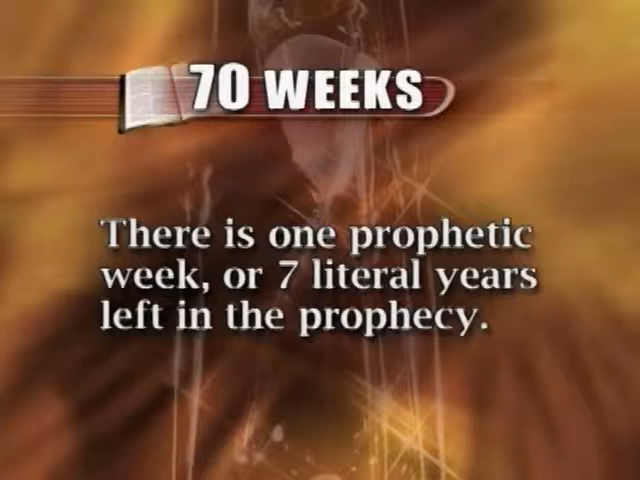 70 WEEKS
There is one prophetic
week, or 7 literal years
left in the prophecy.